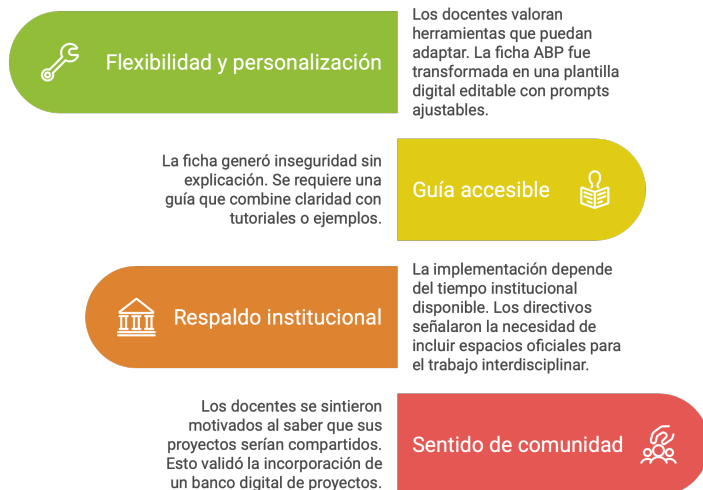 Flexibilidad y personalización
Los docentes valoran
herramientas que puedan
adaptar. La ficha ABP fue
transformada en una plantilla
digital editable con prompts
ajustables.
La ficha generó inseguridad sin
explicación. Se requiere una
guía que combine claridad con
tutoriales o ejemplos.
Guía accesible
Respaldo institucional
La implementación depende
del tiempo institucional
disponible. Los directivos
señalaron la necesidad de
incluir espacios oficiales para
el trabajo interdisciplinar.
Los docentes se sintieron
motivados al saber que sus
proyectos serían compartidos.
Esto validó la incorporación de
un banco digital de proyectos.
Sentido de comunidad